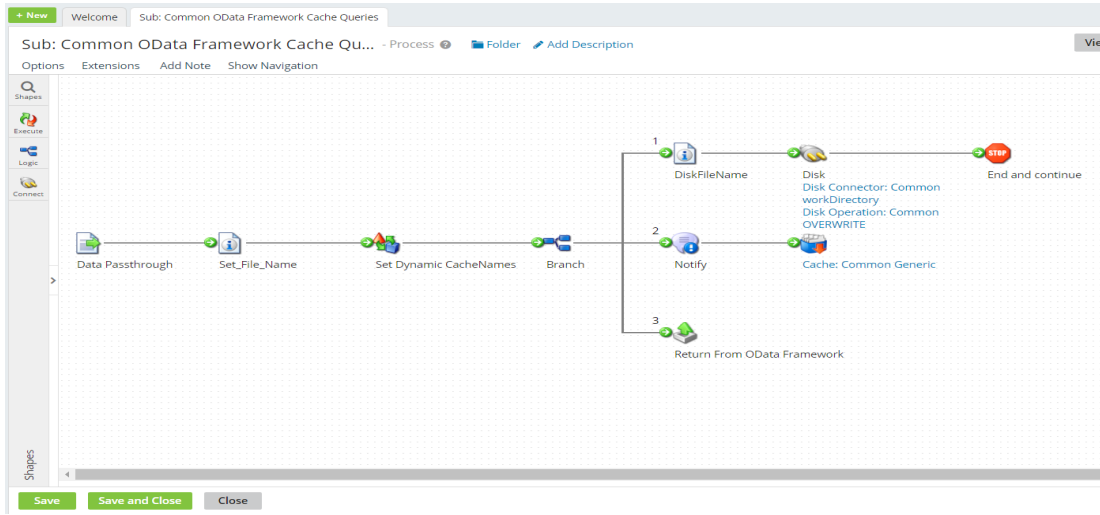 + New
Welcome
Sub: Common OData Framework Cache Queries
Sub: Common OData Framework Cache Qu... - Process ? Folder Add Description
Vie
Options Extensions Add Note Show Navigation
Shapes
Execute
Logic
Connect
Shapes
Data Passthrough
Set_File_Name
Set Dynamic CacheNames
Branch
1
DiskFileName
Disk
Disk Connector: Common
workDirectory
Disk Operation: Common
OVERWRITE
STOP
End and continue
2
Notify
Cache: Common Generic
3
Return From OData Framework
Save
Save and Close
Close